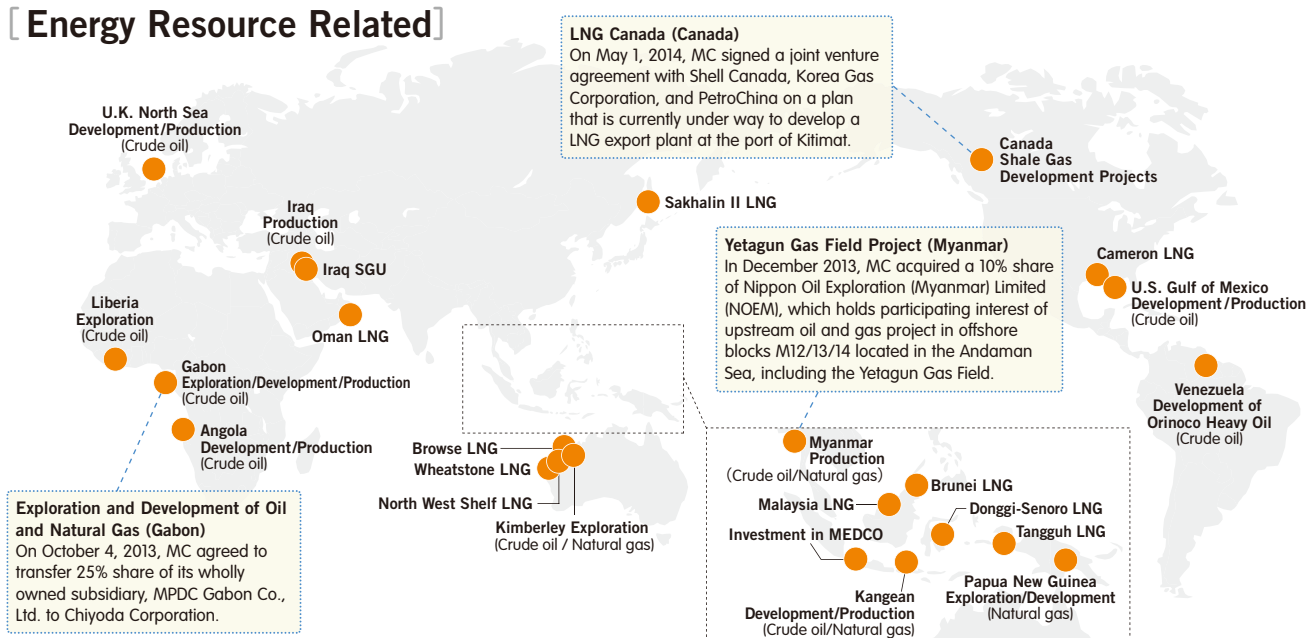 [Energy Resource Related]
LNG Canada (Canada)
On May 1, 2014, MC signed a joint venture
agreement with Shell Canada, Korea Gas
Corporation, and PetroChina on a plan
that is currently under way to develop a
LNG export plant at the port of Kitimat.
U.K. North Sea
Development/Production
(Crude oil)
Canada
Shale Gas
Development Projects
Sakhalin II LNG
Iraq
Production
(Crude oil)
Iraq SGU
Yetagun Gas Field Project (Myanmar)
In December 2013, MC acquired a 10% share
of Nippon Oil Exploration (Myanmar) Limited
(NOEM), which holds participating interest of
upstream oil and gas project in offshore
blocks M12/13/14 located in the Andaman
Sea, including the Yetagun Gas Field.
Cameron LNG
U.S. Gulf of Mexico
Development/Production
(Crude oil)
Liberia
Exploration
(Crude oil)
Oman LNG
Gabon
Exploration/Development/Production
(Crude oil)
Venezuela
Development of
Orinoco Heavy Oil
(Crude oil)
Angola
Development/Production
(Crude oil)
Browse LNG
Wheatstone LNG
North West Shelf LNG
Kimberley Exploration
(Crude oil / Natural gas)
Myanmar
Production
(Crude oil/Natural gas)
Brunei LNG
Malaysia LNG
Donggi-Senoro LNG
Investment in MEDCO
Tangguh LNG
Kangean
Development/Production
(Crude oil/Natural gas)
Papua New Guinea
Exploration/Development
(Natural gas)
Exploration and Development of Oil
and Natural Gas (Gabon)
On October 4, 2013, MC agreed to
transfer 25% share of its wholly
owned subsidiary, MPDC Gabon Co.,
Ltd. to Chiyoda Corporation.